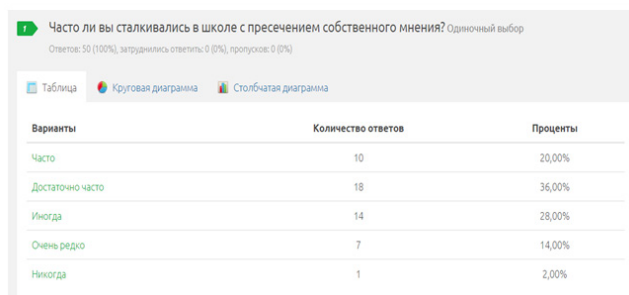 1 Часто ли вы сталкивались в школе с пресечением собственного мнения? Одиночный выбор
Ответов: 50 (100%), затруднились ответить: 0 (0%), пропусков: 0 (0%)
Таблица Круговая диаграмма Столбчатая диаграмма
Варианты Количество ответов Проценты
Часто 10 20,00%
Достаточно часто 18 36,00%
Иногда 14 28,00%
Очень редко 7 14,00%
Никогда 1 2,00%